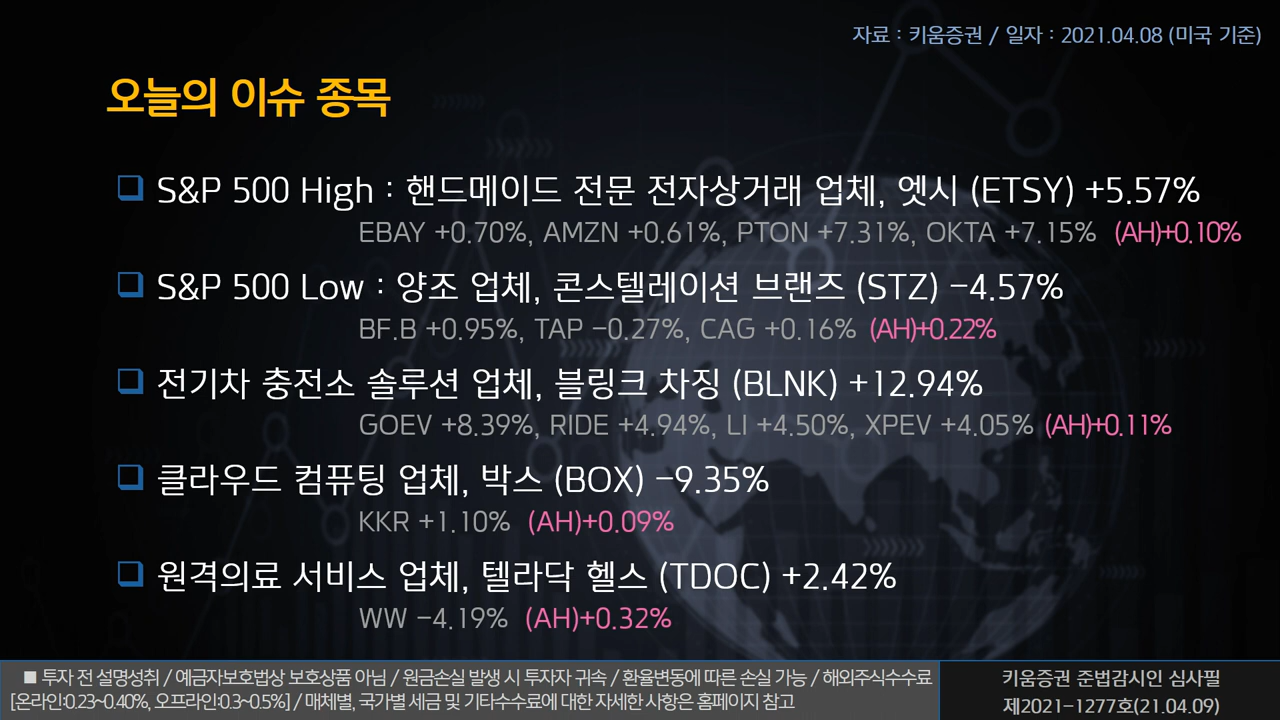 자료 : 키움증권 / 일자 : 2021.04.08 (미국 기준)
오늘의 이슈 종목
❑ S&P 500 High : 핸드메이드 전문 전자상거래 업체, 엣시 (ETSY) +5.57%
EBAY +0.70%, AMZN +0.61%, PTON +7.31%, OKTA +7.15% (AH)+0.10%
❑ S&P 500 Low : 양조 업체, 콘스텔레이션 브랜즈 (STZ) −4.57%
BF.B +0.95%, TAP −0.27%, CAG +0.16% (AH)+0.22%
❑ 전기차 충전소 솔루션 업체, 블링크 차징 (BLNK) +12.94%
GOEV +8.39%, RIDE +4.94%, LI +4.50%, XPEV +4.05% (AH)+0.11%
❑ 클라우드 컴퓨팅 업체, 박스 (BOX) −9.35%
KKR +1.10% (AH)+0.09%
❑ 원격의료 서비스 업체, 텔라닥 헬스 (TDOC) +2.42%
WW −4.19% (AH)+0.32%
■ 투자 전 설명성취 / 예금자보호법상 보호상품 아님 / 원금손실 발생 시 투자자 귀속 / 환율변동에 따른 손실 가능 / 해외주식수수료
[온라인:0.23~0.40%, 오프라인:0.3~0.5%] / 매체별, 국가별 세금 및 기타수수료에 대한 자세한 사항은 홈페이지 참고
키움증권 준법감시인 심사필
제2021-1277호(21.04.09)